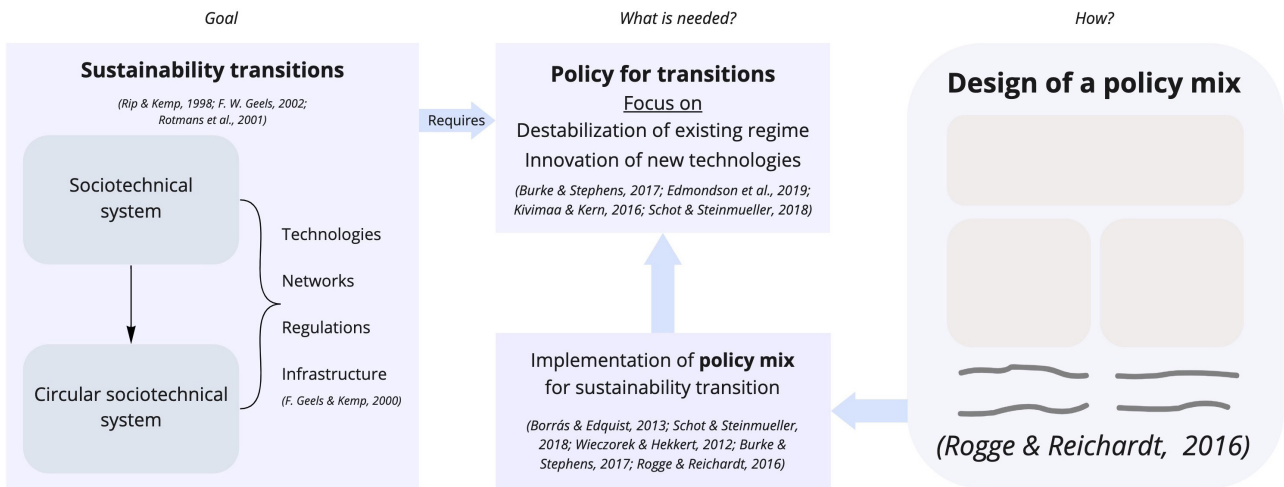 Goal
What is needed?
How?
Sustainability transitions
(Rip & Kemp, 1998; F. W. Geels, 2002;
Rotmans et al., 2001)
Sociotechnical
system
Circular sociotechnical
system
Technologies
Networks
Regulations
Infrastructure
(F. Geels & Kemp, 2000)
Requires
Policy for transitions
Focus on
Destabilization of existing regime
Innovation of new technologies
(Burke & Stephens, 2017; Edmondson et al., 2019;
Kivimaa & Kern, 2016; Schot & Steinmueller, 2018)
Implementation of policy mix
for sustainability transition
(Borrás & Edquist, 2013; Schot & Steinmueller,
2018; Wieczorek & Hekkert, 2012; Burke &
Stephens, 2017; Rogge & Reichardt, 2016)
Design of a policy mix
(Rogge & Reichardt, 2016)